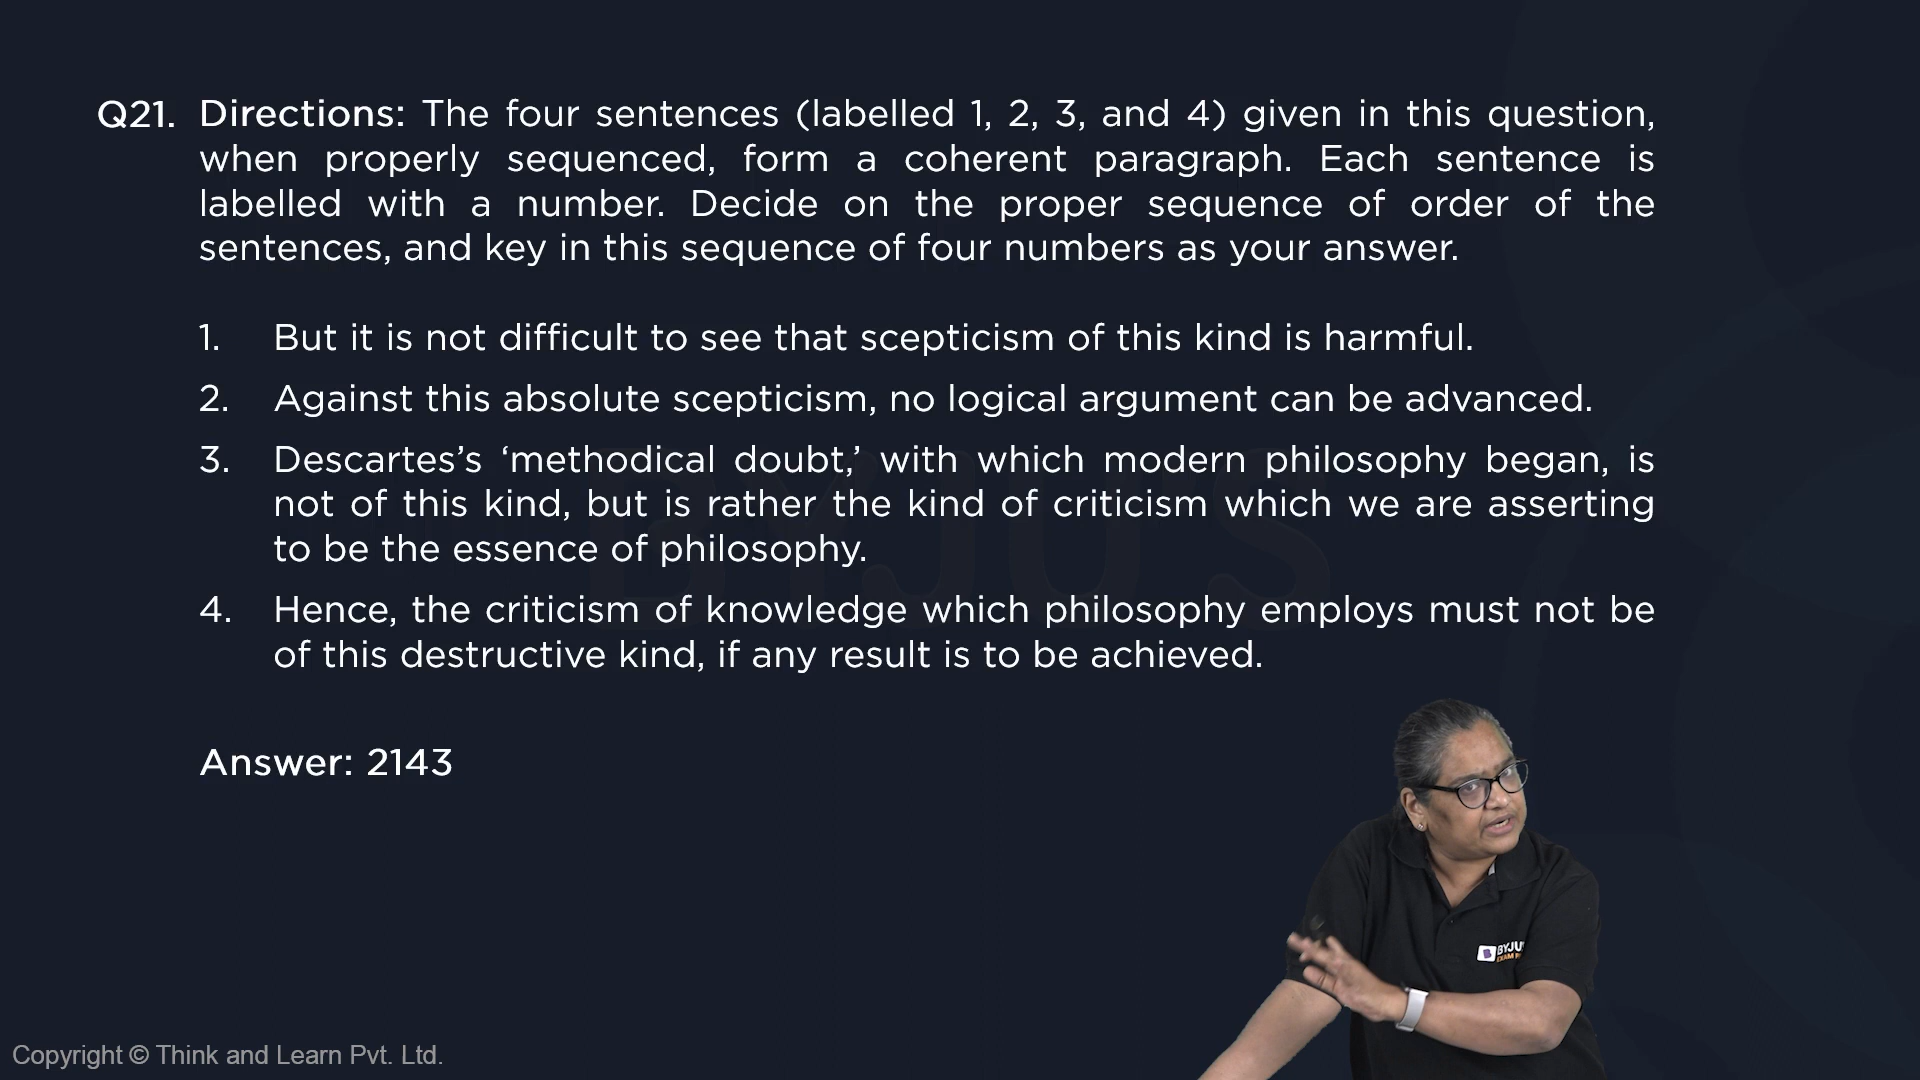 Q21. Directions: The four sentences (labelled 1, 2, 3, and 4) given in this question,
when properly sequenced, form a coherent paragraph. Each sentence is
labelled with a number. Decide on the proper sequence of order of the
sentences, and key in this sequence of four numbers as your answer.
1. But it is not difficult to see that scepticism of this kind is harmful.
2. Against this absolute scepticism, no logical argument can be advanced.
3. Descartes's ‘methodical doubt,’ with which modern philosophy began, is
not of this kind, but is rather the kind of criticism which we are asserting
to be the essence of philosophy.
4. Hence, the criticism of knowledge which philosophy employs must not be
of this destructive kind, if any result is to be achieved.
Answer: 2143
BYJU'S
Copyright © Think and Learn Pvt. Ltd.